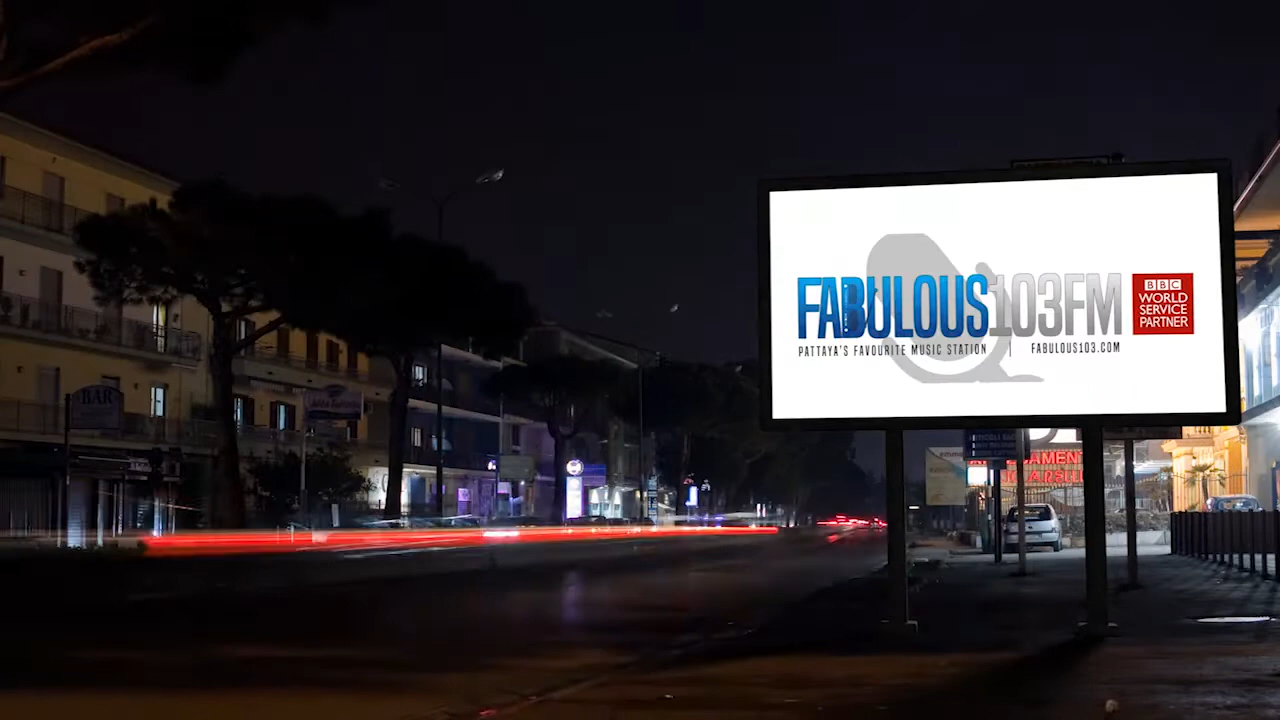 FABULOUS103FM
PATTAYA'S FAVOURITE MUSIC STATION | FABULOUS103.COM
BBC
WORLD
SERVICE
PARTNER
BAR